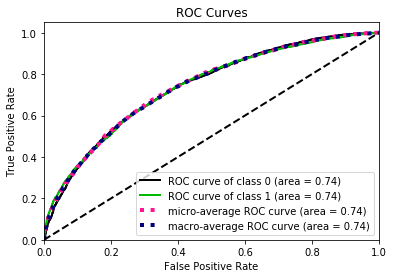 ROC Curves
True Positive Rate
1.0
0.8
0.6
0.4
0.2
0.0
ROC curve of class 0 (area = 0.74)
ROC curve of class 1 (area = 0.74)
micro-average ROC curve (area = 0.74)
macro-average ROC curve (area = 0.74)
0.0 0.2 0.4 0.6 0.8 1.0
False Positive Rate